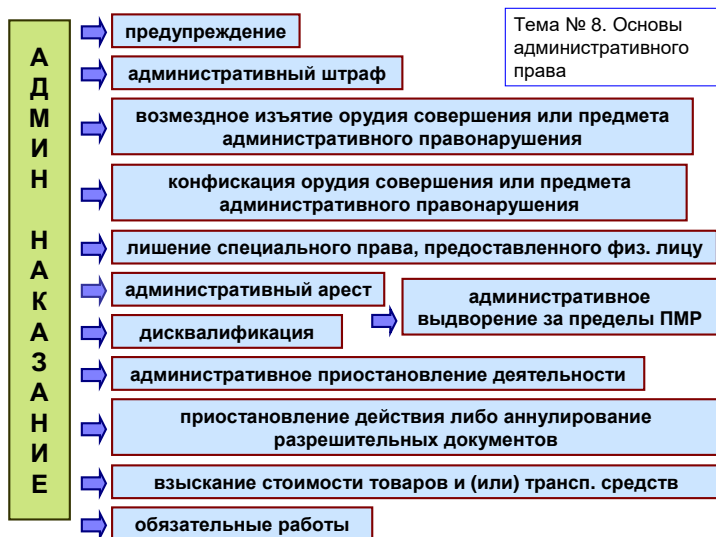 АДМИН НАКАЗАНИЕ
Тема № 8. Основы
административного
права
предупреждение
административный штраф
возмездное изъятие орудия совершения или предмета
административного правонарушения
конфискация орудия совершения или предмета
административного правонарушения
лишение специального права, предоставленного физ. лицу
административный арест
административное
выдворение за пределы ПМР
дисквалификация
административное приостановление деятельности
приостановление действия либо аннулирование
разрешительных документов
взыскание стоимости товаров и (или) трансп. средств
обязательные работы